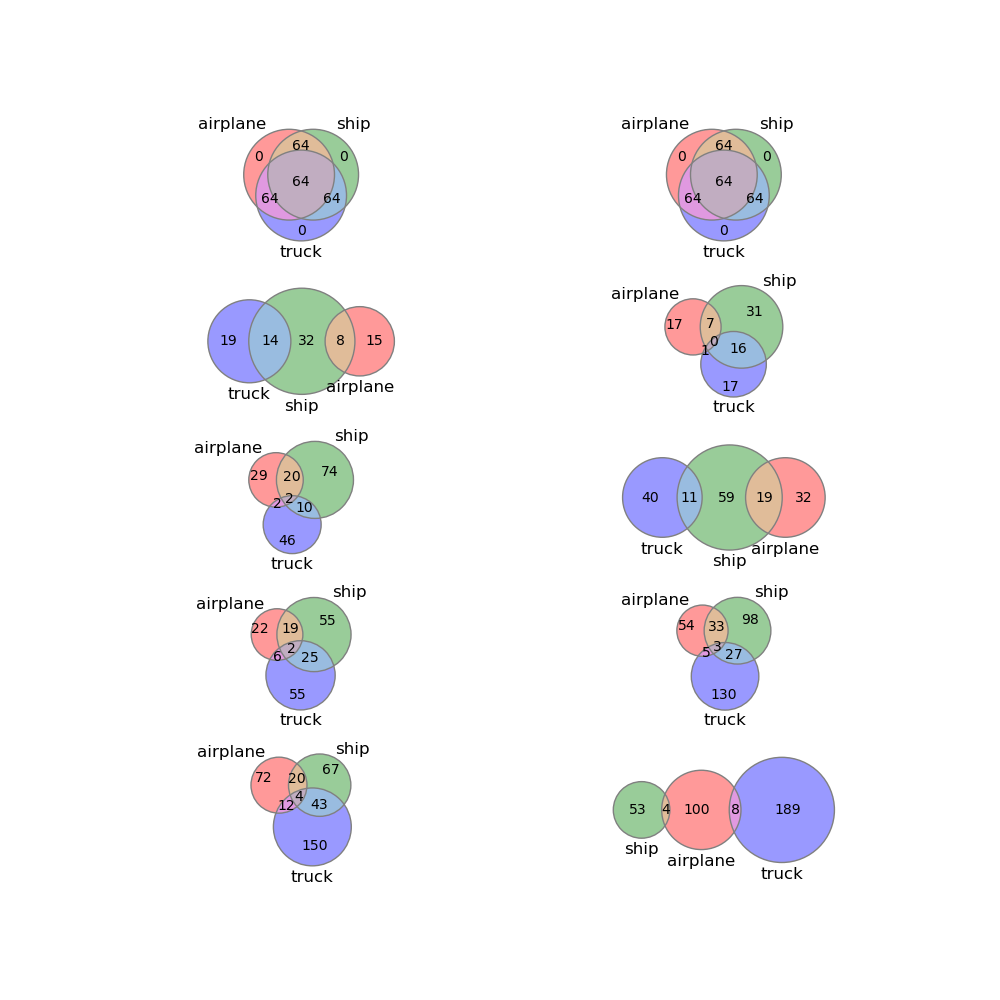 airplane ship
64
0 0
64
64 64
0
truck
airplane ship
64
0 0
64
64 64
0
truck
19 14 32 8 15
truck airplane
ship
ship
airplane
31
17 7
0
1 16
17
truck
ship
airplane
74
29 20
2
2 10
46
truck
40 11 59 19 32
truck airplane
ship
ship
airplane
55
22 19
2
6 25
55
truck
ship
airplane
98
54 33
3
5 27
130
truck
ship
airplane
67
72 20
4
12 43
150
truck
53 4 100 8 189
ship
airplane
truck